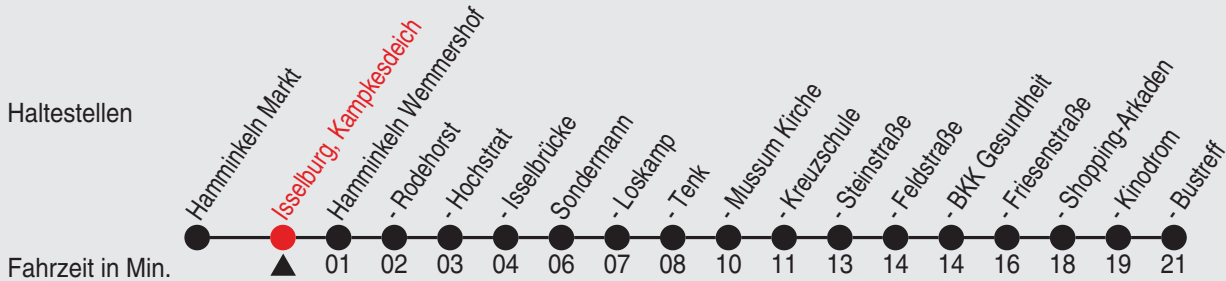 Haltestellen
Hamminkeln Markt
Isselburg, Kampkesdeich
Hamminkeln Wemmershof
- Rodehorst
- Hochstrat
- Isselbrücke
Sondermann
- Loskamp
- Tenk
- Mussum Kirche
- Kreuzschule
- Steinstraße
- Feldstraße
- BKK Gesundheit
- Friesenstraße
- Shopping-Arkaden
- Kinodrom
- Bustreff
Fahrzeit in Min. 01 02 03 04 06 07 08 10 11 13 14 14 16 18 19 21